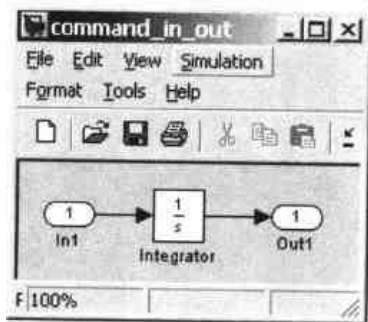 command_in_out
File Edit View Simulation
Format Tools Help
1 1/s 1
In1 Integrator Out1
F 100%